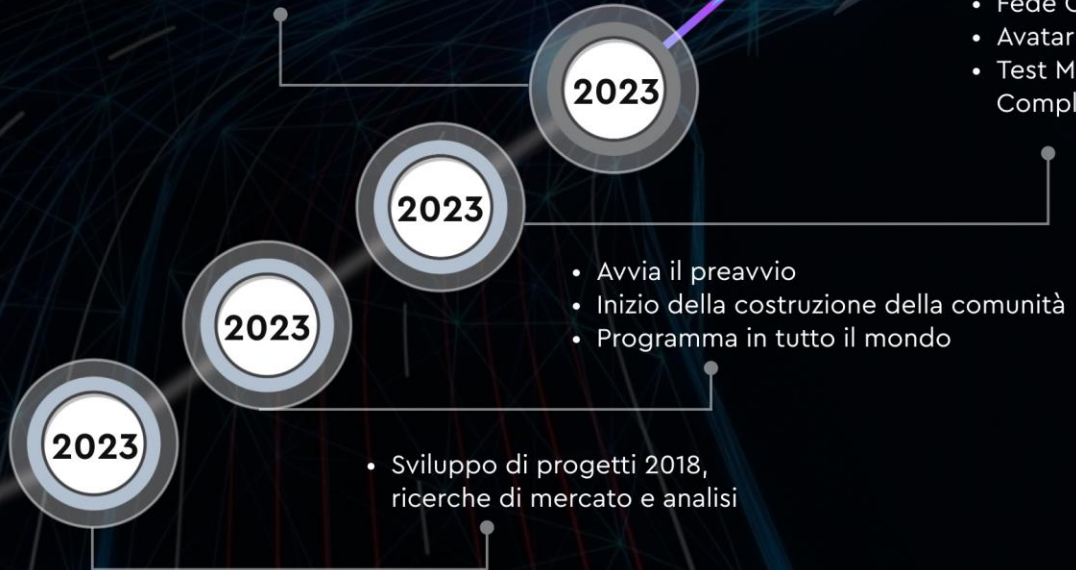 • Fede
• Avatar
• Test
2023
2023
• Avvia il preavvio
• Inizio della costruzione della comunità
• Programma in tutto il mondo
2023
2023
• Sviluppo di progetti 2018,
ricerche di mercato e analisi